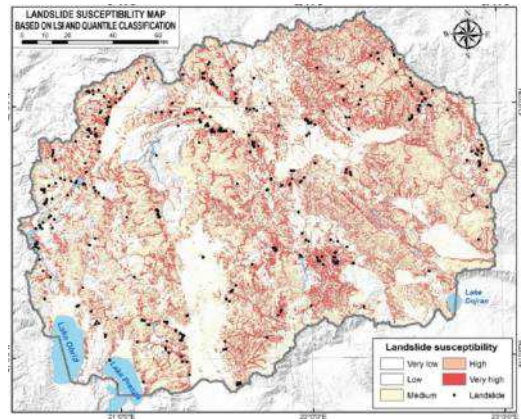 LANDSLIDE SUSCEPTIBILITY MAP
BASED ON LSI AND QUANTILE CLASSIFICATION
0 10 20 40 60
N
Lake Dojran
Lake Ohrid
Lake Prespa
Landslide susceptibility
Very low
Low
Medium
High
Very high
Landslide